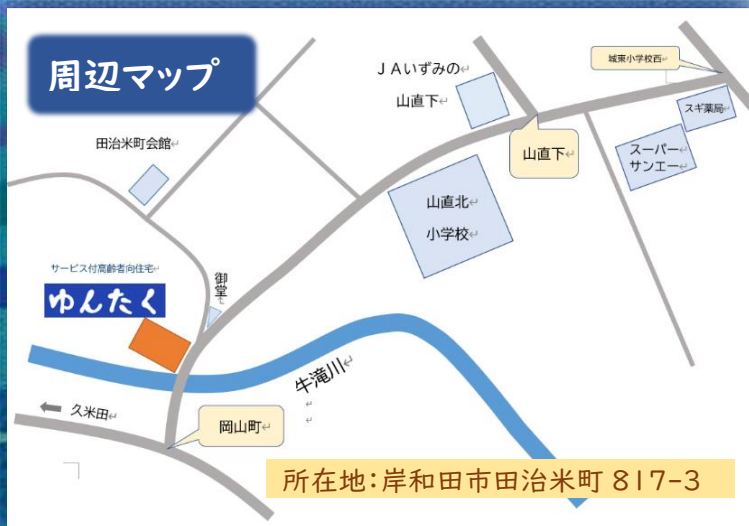 周辺マップ
JAいずみの
山直下
城東小学校西
スギ薬局
田治米町会館
山直下
スーパー
サンエー
山直北
小学校
サービス付高齢者向住宅
ゆんたく
御堂
牛滝川
久米田
岡山町
所在地:岸和田市田治米町 817-3